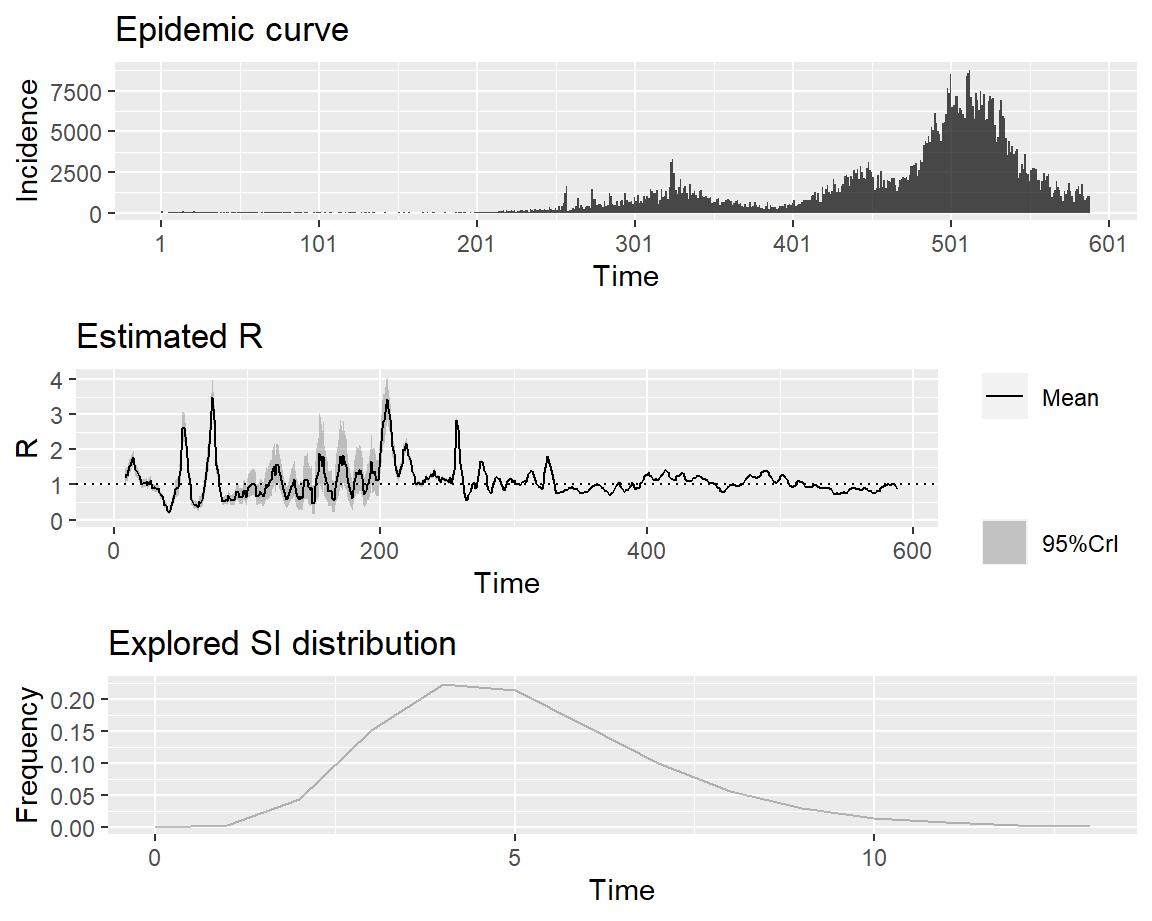 Epidemic curve
Incidence
7500
5000
2500
0
1 101 201 301 401 501 601
Time
Estimated R
R
4
3
2
1
0
0 200 400 600
Time
Mean
95%CrI
Explored SI distribution
Frequency
0.20
0.15
0.10
0.05
0.00
0 5 10
Time